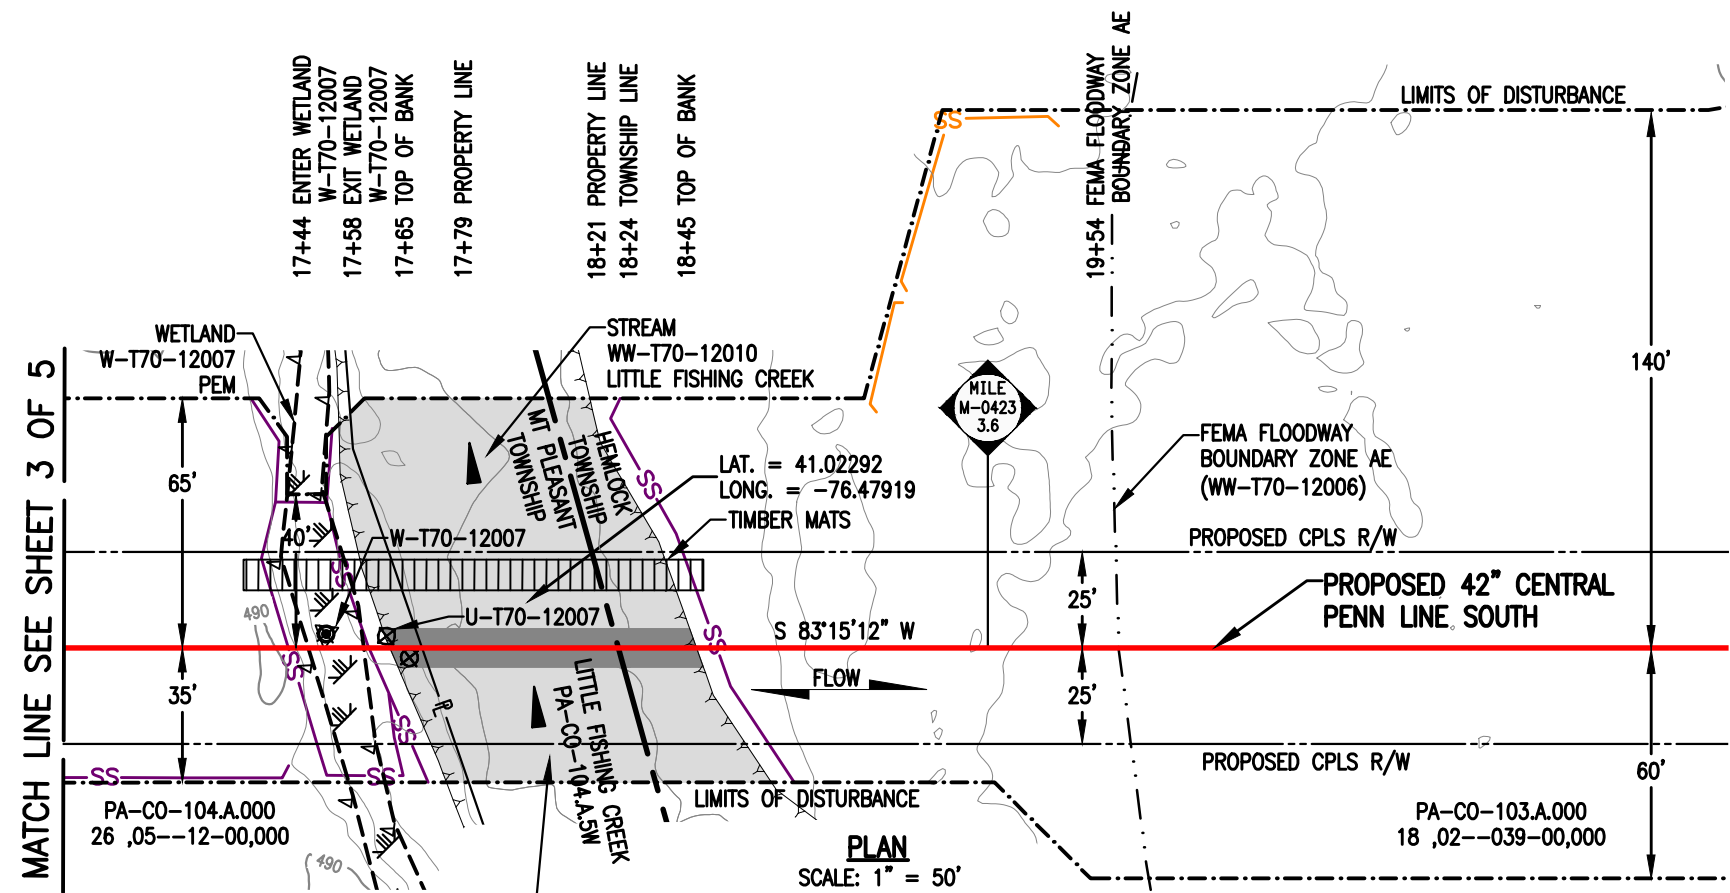 17+44 ENTER WETLAND
W-T70-12007
17+58 EXIT WETLAND
W-T70-12007
17+65 TOP OF BANK
17+79 PROPERTY LINE
18+21 PROPERTY LINE
18+24 TOWNSHIP LINE
18+45 TOP OF BANK
19+54 FEMA FLOODWAY
BOUNDARY ZONE AE
LIMITS OF DISTURBANCE
SS
MATCH LINE SEE SHEET 3 OF 5
WETLAND
W-T70-12007
PEM
STREAM
WW-T70-12010
LITTLE FISHING CREEK
MT PLEASANT
TOWNSHIP
HEMLOCK
TOWNSHIP
SS
LAT. = 41.02292
LONG. = -76.47919
TIMBER MATS
MILE
M-0423
3.6
FEMA FLOODWAY
BOUNDARY ZONE AE
(WW-T70-12006)
140'
65'
40'
W-T70-12007
PROPOSED CPLS R/W
SS
490
U-T70-12007
S 83°15'12" W
25'
PROPOSED 42" CENTRAL
PENN LINE SOUTH
SS
SS
35'
FLOW
25'
PL
SS
LITTLE FISHING CREEK
PA-CO-104.A.5W
PROPOSED CPLS R/W
60'
SS
SS
LIMITS OF DISTURBANCE
PA-CO-104.A.000
26 ,05--12-00,000
PA-CO-103.A.000
18 ,02--039-00,000
490
PLAN
SCALE: 1" = 50'